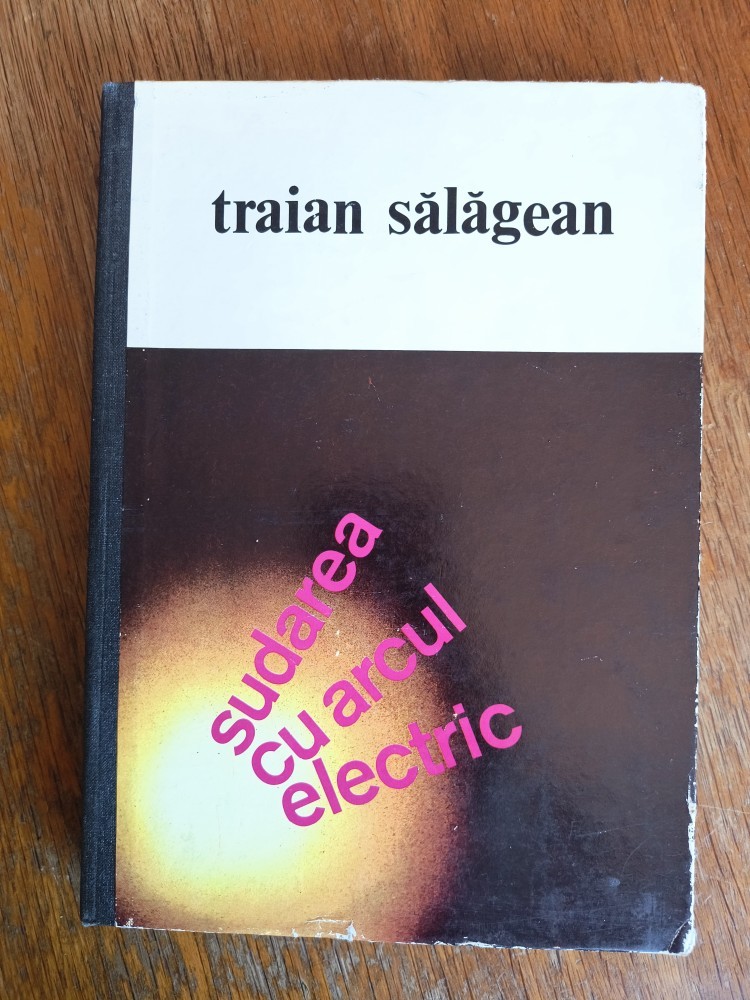 traian sălăgean
sudarea
cu arcul
electric